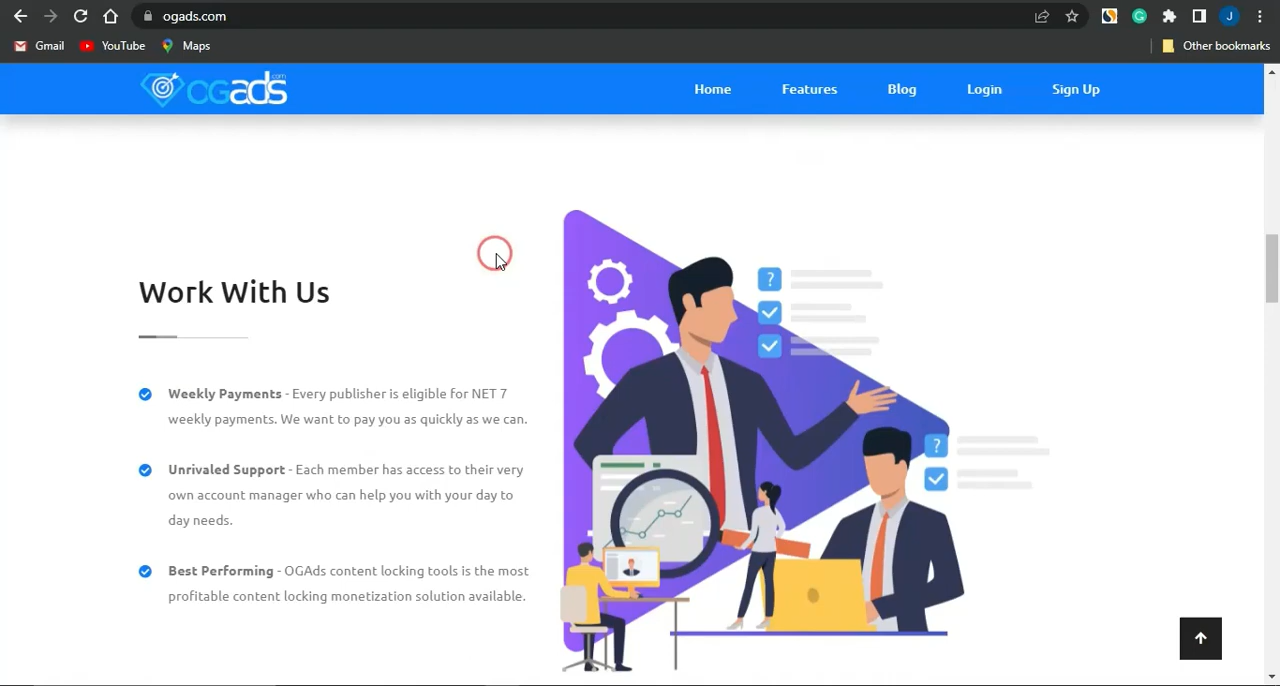 ogads.com
J
Gmail
YouTube
Maps
Other bookmarks
OGads.com
Home
Features
Blog
Login
Sign Up
Work With Us
Weekly Payments - Every publisher is eligible for NET 7
weekly payments. We want to pay you as quickly as we can.
Unrivaled Support - Each member has access to their very
own account manager who can help you with your day to
day needs.
Best Performing - OGAds content locking tools is the most
profitable content locking monetization solution available.
?
?